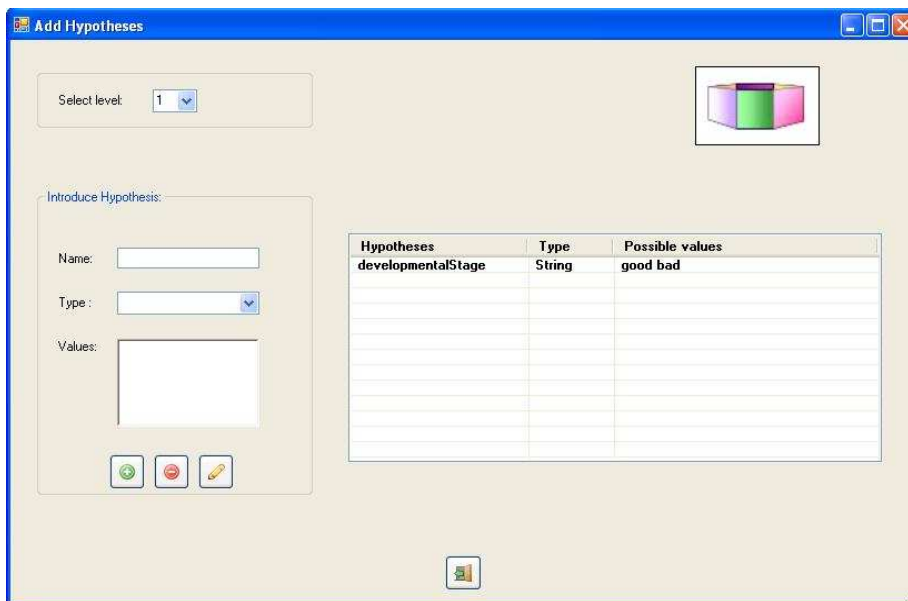 Add Hypotheses
Select level: 1
Introduce Hypothesis:
Name:
Type :
Values:
Hypotheses Type Possible values
developmentalStage String good bad